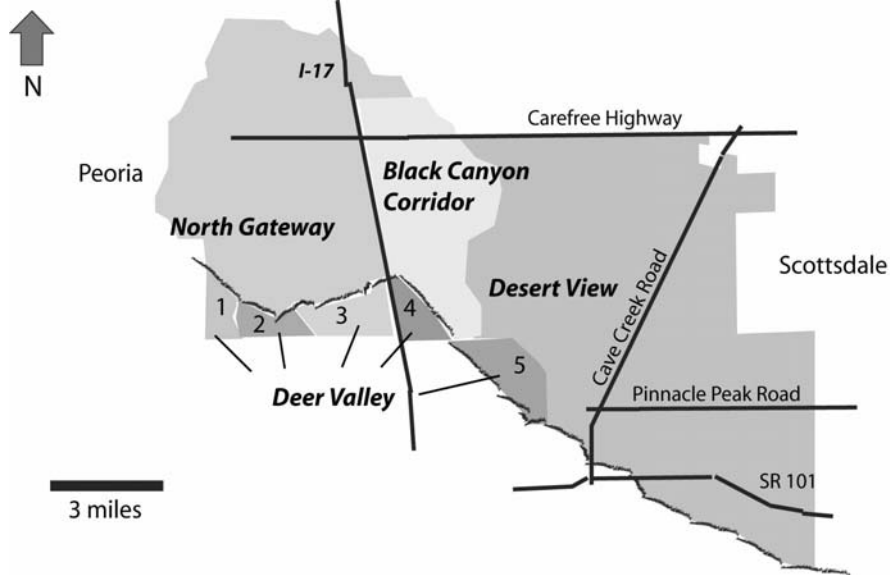 I-17
N
Carefree Highway
Peoria
Black Canyon
Corridor
North Gateway
Scottsdale
Desert View
Cave Creek Road
1
2
3
4
5
Deer Valley
Pinnacle Peak Road
SR 101
3 miles